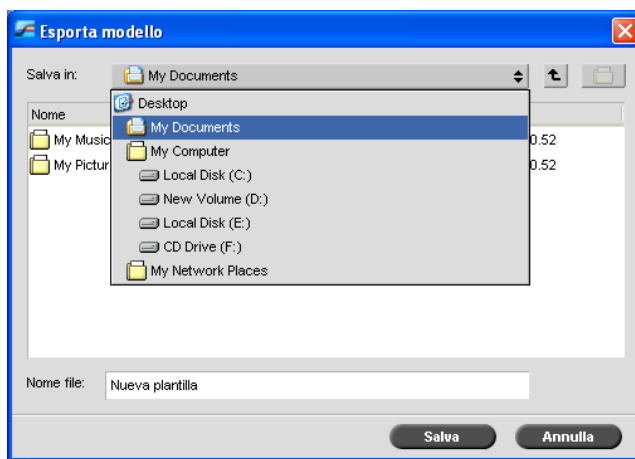 Esporta modello
Salva in: My Documents
Desktop
Nome
My Documents
My Music 0.52
My Computer
My Pictur 0.52
Local Disk (C:)
New Volume (D:)
Local Disk (E:)
CD Drive (F:)
My Network Places
Nome file: Nueva plantilla
Salva Annulla